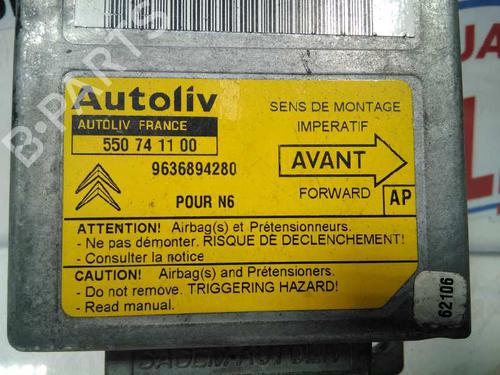 B-PARTS
Autoliv
AUTOLIV FRANCE
550 74 11 00
9636894280
POUR N6
SENS DE MONTAGE
IMPERATIF
AVANT
FORWARD
AP
ATTENTION! Airbag(s) et Prétensionneurs.
- Ne pas démonter. RISQUE DE DECLENCHEMENT!
- Consulter la notice
CAUTION! Airbag(s) and Prétensioners.
- Do not remove. TRIGGERING HAZARD!
- Read manual.
62106
SAGEM-AUTOLIV